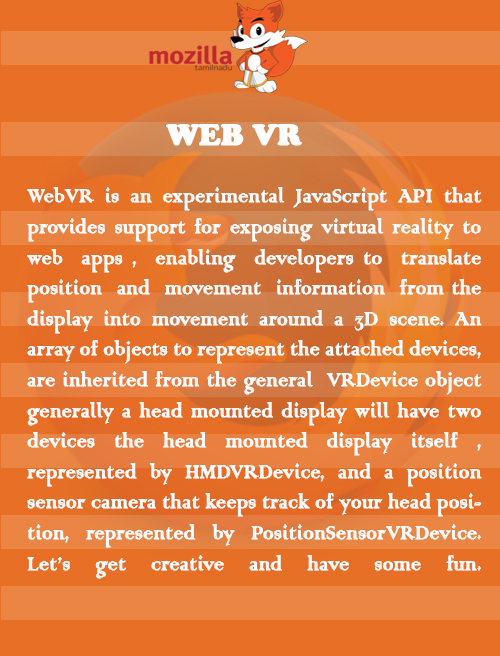 mozilla
tamilnadu
WEB VR
WebVR is an experimental JavaScript API that
provides support for exposing virtual reality to
web apps , enabling developers to translate
position and movement information from the
display into movement around a 3D scene. An
array of objects to represent the attached devices,
are inherited from the general VRDevice object
generally a head mounted display will have two
devices the head mounted display itself ,
represented by HMDVRDevice, and a position
sensor camera that keeps track of your head posi-
tion, represented by PositionSensorVRDevice.
Let's get creative and have some fun.